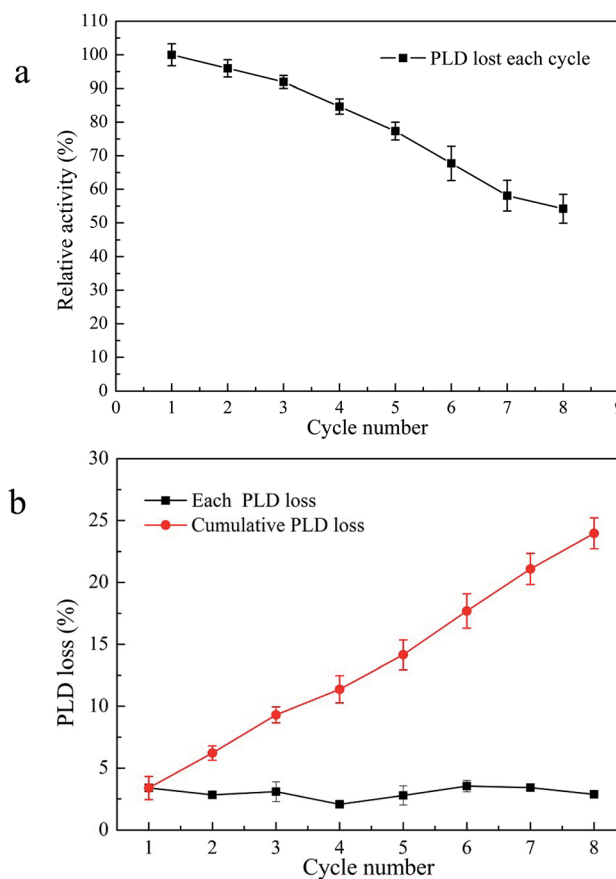 a
110
100
90
80
70
60
50
40
30
20
10
0
Relative activity (%)
PLD lost each cycle
0 1 2 3 4 5 6 7 8 9
Cycle number
b
30
25
20
15
10
5
0
PLD loss (%)
Each PLD loss
Cumulative PLD loss
1 2 3 4 5 6 7 8
Cycle number